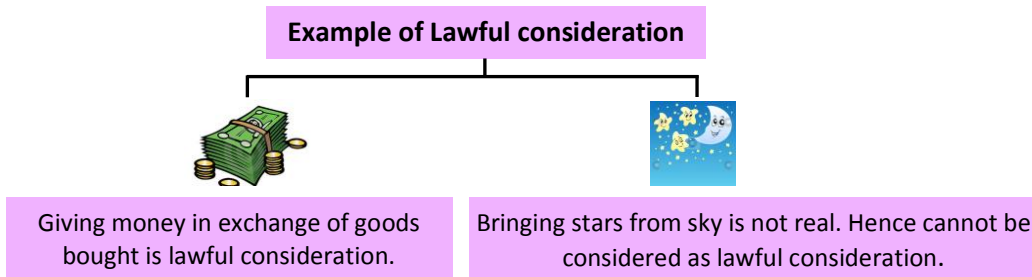 Example of Lawful consideration
Giving money in exchange of goods
bought is lawful consideration.
Bringing stars from sky is not real. Hence cannot be
considered as lawful consideration.